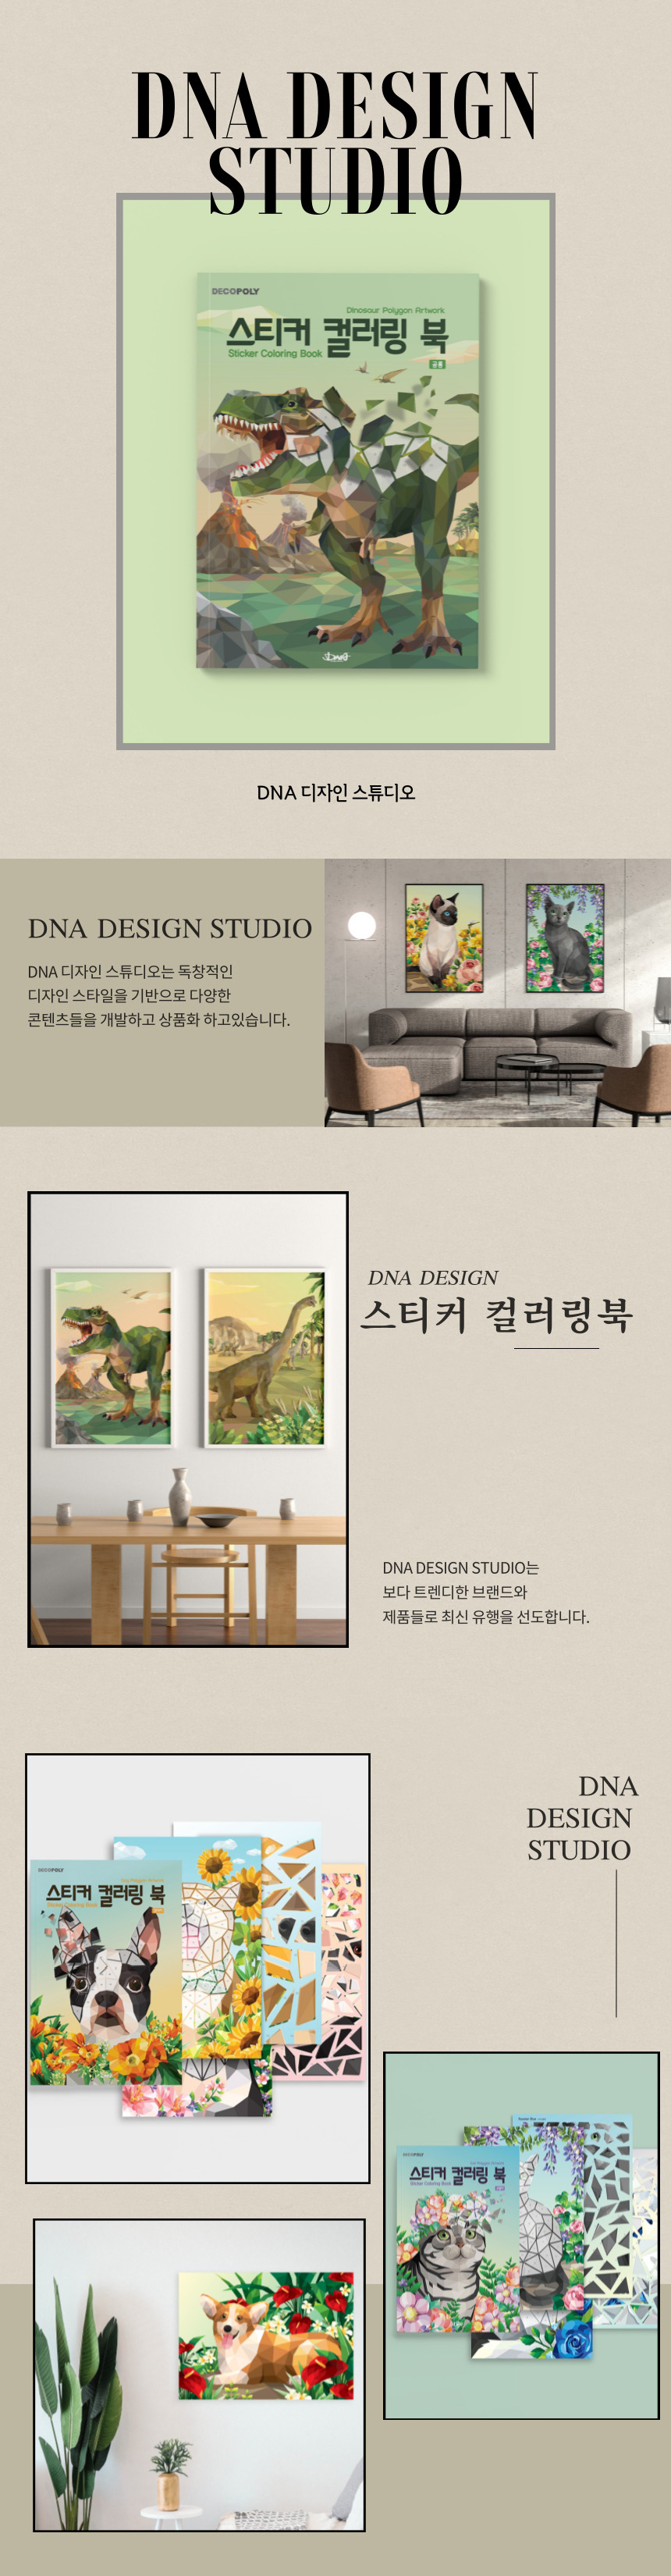 DNA DESIGN
STUDIO
DECOPOLY
Dinosaur Polygon Artwork
스티커 컬러링 북
Sticker Coloring Book
공룡
DNA 디자인 스튜디오
DNA DESIGN STUDIO
DNA 디자인 스튜디오는 독창적인
디자인 스타일을 기반으로 다양한
콘텐츠들을 개발하고 상품화 하고있습니다.
DNA DESIGN
스티커 컬러링북
DNA DESIGN STUDIO는
보다 트렌디한 브랜드와
제품들로 최신 유행을 선도합니다.
DNA
DESIGN
STUDIO
DECOPOLY
스티커 컬러링 북
Sticker Coloring Book
DECOPOLY
스티커 컬러링 북
Sticker Coloring Book